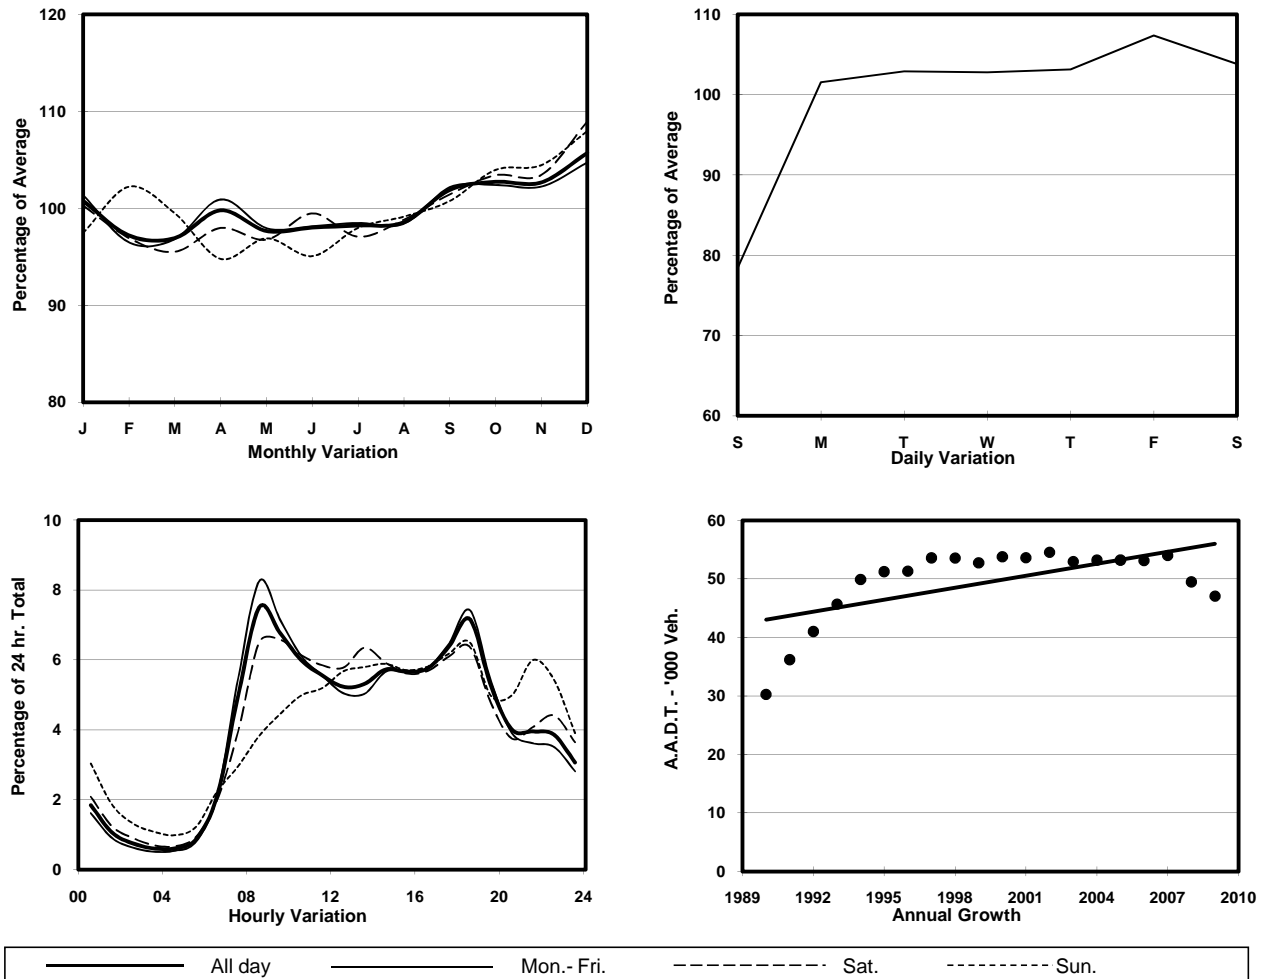 120
110
100
90
80
Percentage of Average
J F M A M J J A S O N D
Monthly Variation
110
100
90
80
70
60
Percentage of Average
S M T W T F S
Daily Variation
10
8
6
4
2
0
Percentage of 24 hr. Total
00 04 08 12 16 20 24
Hourly Variation
60
50
40
30
20
10
0
A.A.D.T. - '000 Veh.
1989 1992 1995 1998 2001 2004 2007 2010
Annual Growth
All day Mon.- Fri. Sat. Sun.